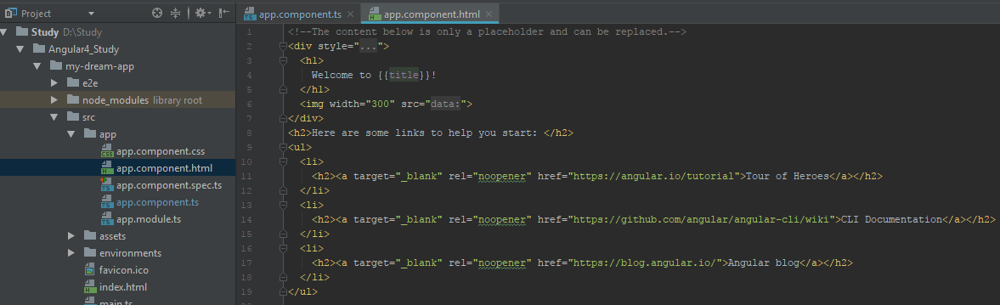 Project
Study D:\Study
Angular4_Study
my-dream-app
e2e
node_modules library root
src
app
app.component.css
app.component.html
app.component.spec.ts
app.component.ts
app.module.ts
assets
environments
favicon.ico
index.html
main.ts
app.component.ts
app.component.html
1 <!--The content below is only a placeholder and can be replaced.-->
2 <div style="...">
3 <h1>
4 Welcome to {{title}}!
5 </h1>
6 <img width="300" src="data:">
7 </div>
8 <h2>Here are some links to help you start: </h2>
9 <ul>
10 <li>
11 <h2><a target="_blank" rel="noopener" href="https://angular.io/tutorial">Tour of Heroes</a></h2>
12 </li>
13 <li>
14 <h2><a target="_blank" rel="noopener" href="https://github.com/angular/angular-cli/wiki">CLI Documentation</a></h2>
15 </li>
16 <li>
17 <h2><a target="_blank" rel="noopener" href="https://blog.angular.io/">Angular blog</a></h2>
18 </li>
19 </ul>